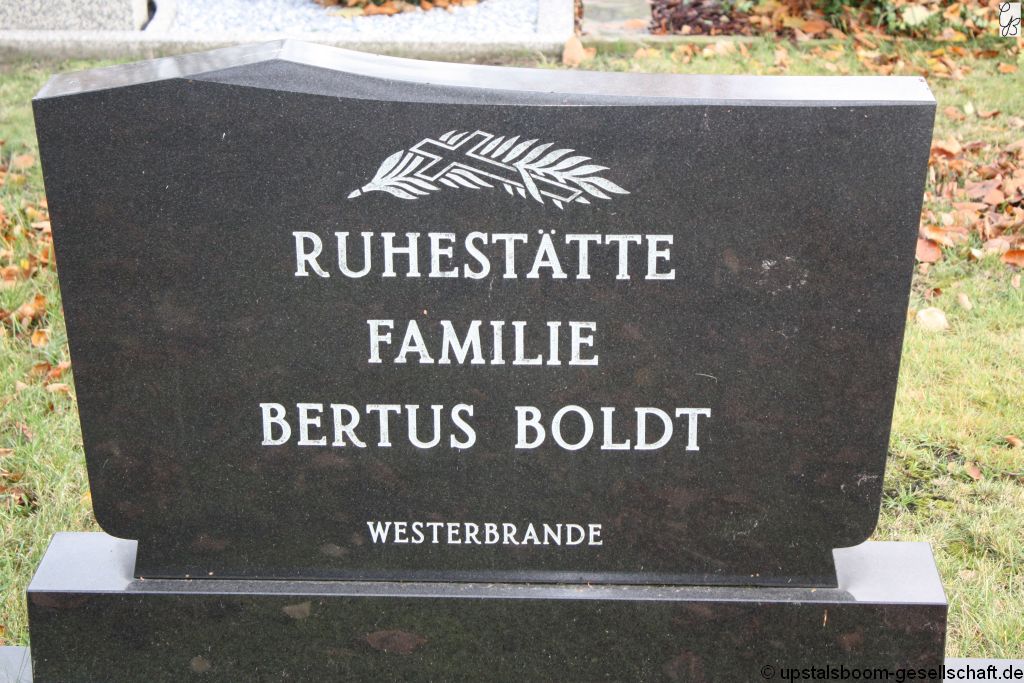 RUHESTÄTTE
FAMILIE
BERTUS BOLDT
WESTERBRANDE
© upstalsboom-gesellschaft.de